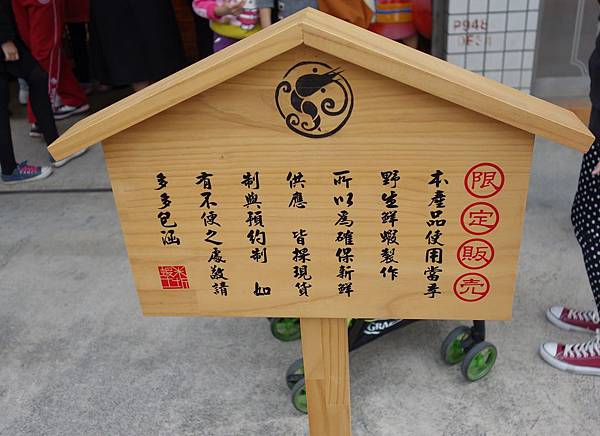 限定販売
本產品使用當季
野生鮮蝦製作
所以為確保新鮮
供應 皆採現貨
制與預約制 如
有不便之處敬請
多多包涵